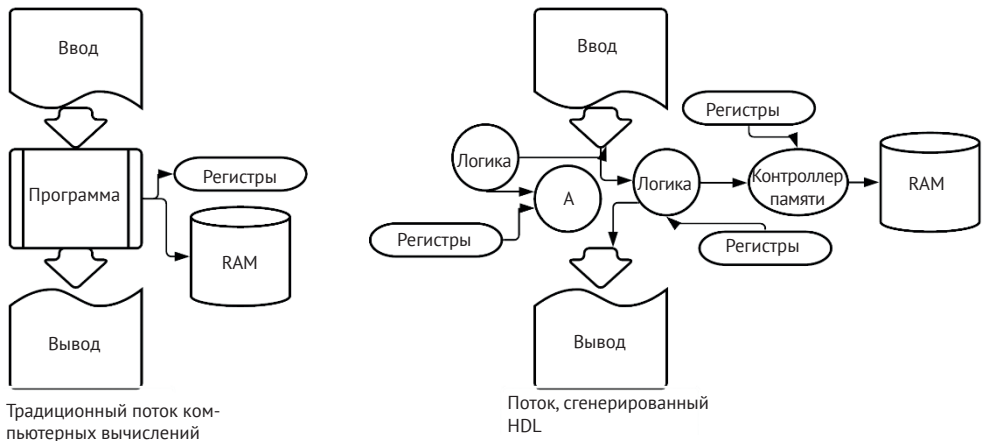 Ввод
Программа
Регистры
RAM
Вывод
Традиционный поток ком-
пьютерных вычислений
Ввод
Регистры
Логика
А
Логика
Контроллер
памяти
RAM
Регистры
Регистры
Вывод
Поток, сгенерированный
HDL